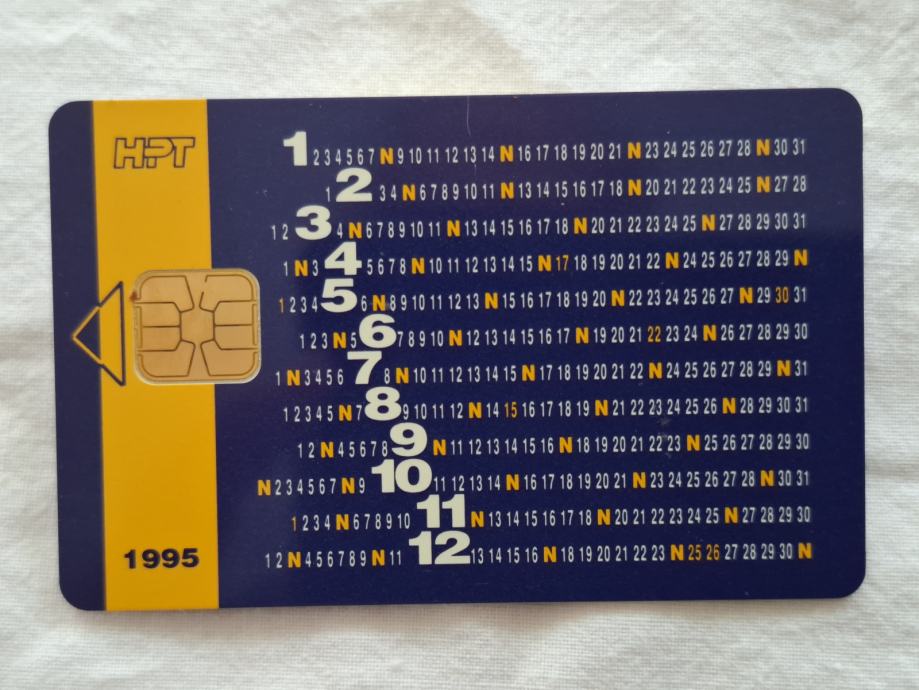 HPT
1 2 3 4 5 6 7 N 9 10 11 12 13 14 N 16 17 18 19 20 21 N 23 24 25 26 27 28 N 30 31
1 2 3 4 N 6 7 8 9 10 11 N 13 14 15 16 17 18 N 20 21 22 23 24 25 N 27 28
1 2 3 4 N 6 7 8 9 10 11 N 13 14 15 16 17 18 N 20 21 22 23 24 25 N 27 28 29 30 31
1 N 3 4 5 6 7 8 N 10 11 12 13 14 15 N 17 18 19 20 21 22 N 24 25 26 27 28 29 N
1 2 3 4 5 6 N 8 9 10 11 12 13 N 15 16 17 18 19 20 N 22 23 24 25 26 27 N 29 30 31
1 2 3 N 5 6 7 8 9 10 N 12 13 14 15 16 17 N 19 20 21 22 23 24 N 26 27 28 29 30
1 N 3 4 5 6 7 8 N 10 11 12 13 14 15 N 17 18 19 20 21 22 N 24 25 26 27 28 29 N 31
1 2 3 4 5 N 7 8 9 10 11 12 N 14 15 16 17 18 19 N 21 22 23 24 25 26 N 28 29 30 31
1 2 N 4 5 6 7 8 9 N 11 12 13 14 15 16 N 18 19 20 21 22 23 N 25 26 27 28 29 30
N 2 3 4 5 6 7 N 9 10 11 12 13 14 N 16 17 18 19 20 21 N 23 24 25 26 27 28 N 30 31
1 2 3 4 N 6 7 8 9 10 11 N 13 14 15 16 17 18 N 20 21 22 23 24 25 N 27 28 29 30
1 2 N 4 5 6 7 8 9 N 11 12 13 14 15 16 N 18 19 20 21 22 23 N 25 26 27 28 29 30 N
1995